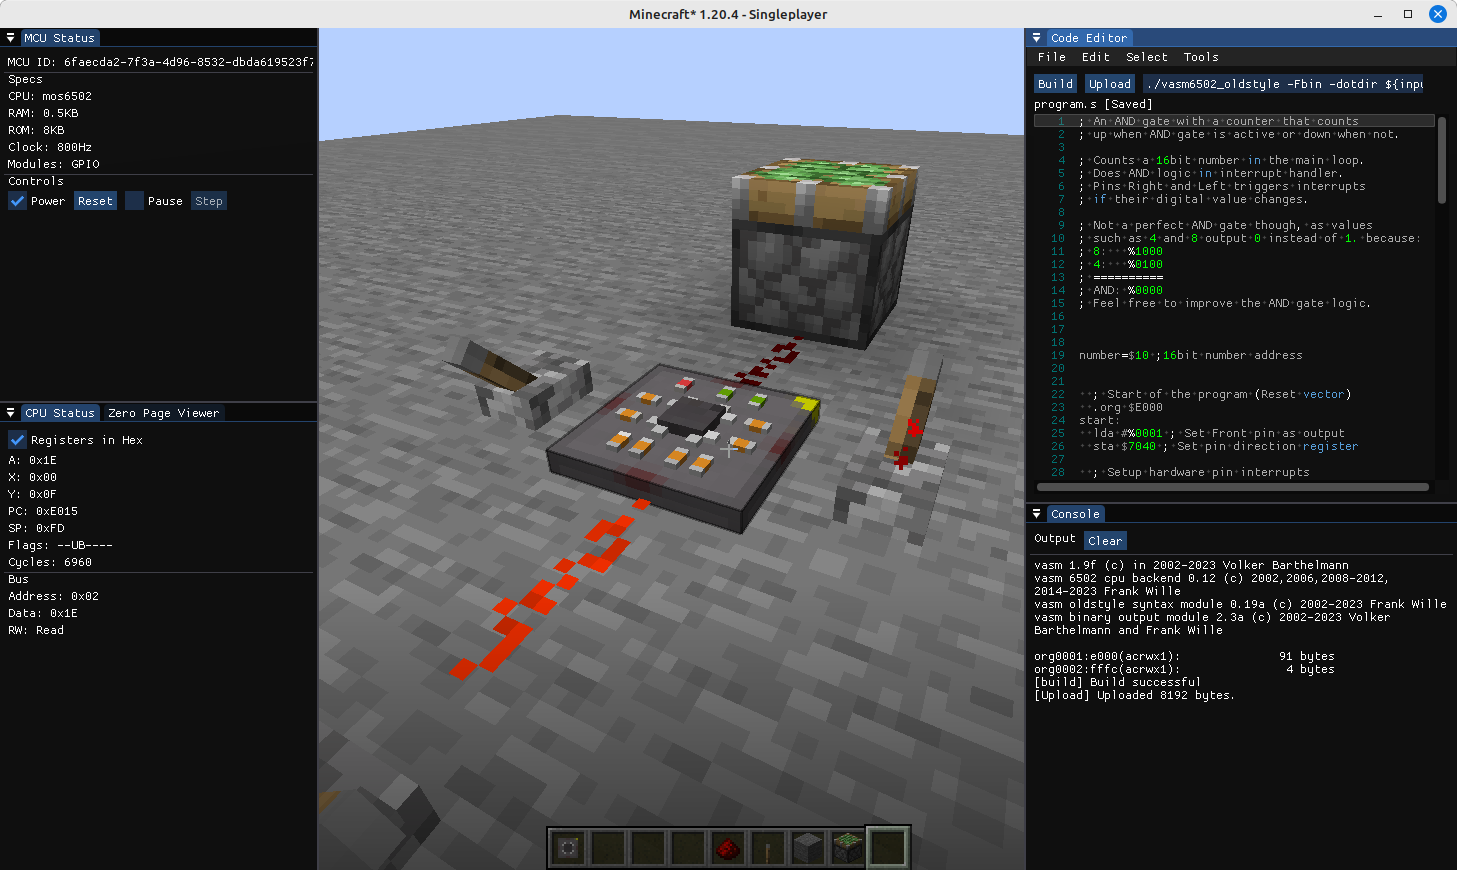 Minecraft* 1.20.4 - Singleplayer
MCU Status
MCU ID: 6faecda2-7f3a-4d96-8532-dbda619523f7
Specs
CPU: mos6502
RAM: 0.5KB
ROM: 8KB
Clock: 800Hz
Modules: GPIO
Controls
Power Reset Pause Step
CPU Status Zero Page Viewer
Registers in Hex
A: 0x1E
X: 0x00
Y: 0x0F
PC: 0xE015
SP: 0xFD
Flags: --UB----
Cycles: 6960
Bus
Address: 0x02
Data: 0x1E
RW: Read
Code Editor
File Edit Select Tools
Build Upload ./vasm6502_oldstyle -Fbin -dotdir ${inpu
program.s [Saved]
1 ; An AND gate with a counter that counts
2 ; up when AND gate is active or down when not.
3
4 ; Counts a 16bit number in the main loop.
5 ; Does AND logic in interrupt handler.
6 ; Pins Right and Left triggers interrupts
7 ; if their digital value changes.
8
9 ; Not a perfect AND gate though, as values
10 ; such as 4 and 8 output 0 instead of 1. because:
11 ; 8: %1000
12 ; 4: %0100
13 ; ==========
14 ; AND: %0000
15 ; Feel free to improve the AND gate logic.
16
17
18
19 number=$10 ;16bit number address
20
21
22 ; Start of the program (Reset vector)
23 .org $E000
24 start:
25 lda #%0001 ; Set Front pin as output
26 sta $7040 ; Set pin direction register
27
28 ; Setup hardware pin interrupts
Console
Output Clear
vasm 1.9f (c) in 2002-2023 Volker Barthelmann
vasm 6502 cpu backend 0.12 (c) 2002,2006,2008-2012,
2014-2023 Frank Wille
vasm oldstyle syntax module 0.19a (c) 2002-2023 Frank Wille
vasm binary output module 2.3a (c) 2002-2023 Volker
Barthelmann and Frank Wille
org0001:e000(acrwx1): 91 bytes
org0002:fffc(acrwx1): 4 bytes
[build] Build successful
[Upload] Uploaded 8192 bytes.